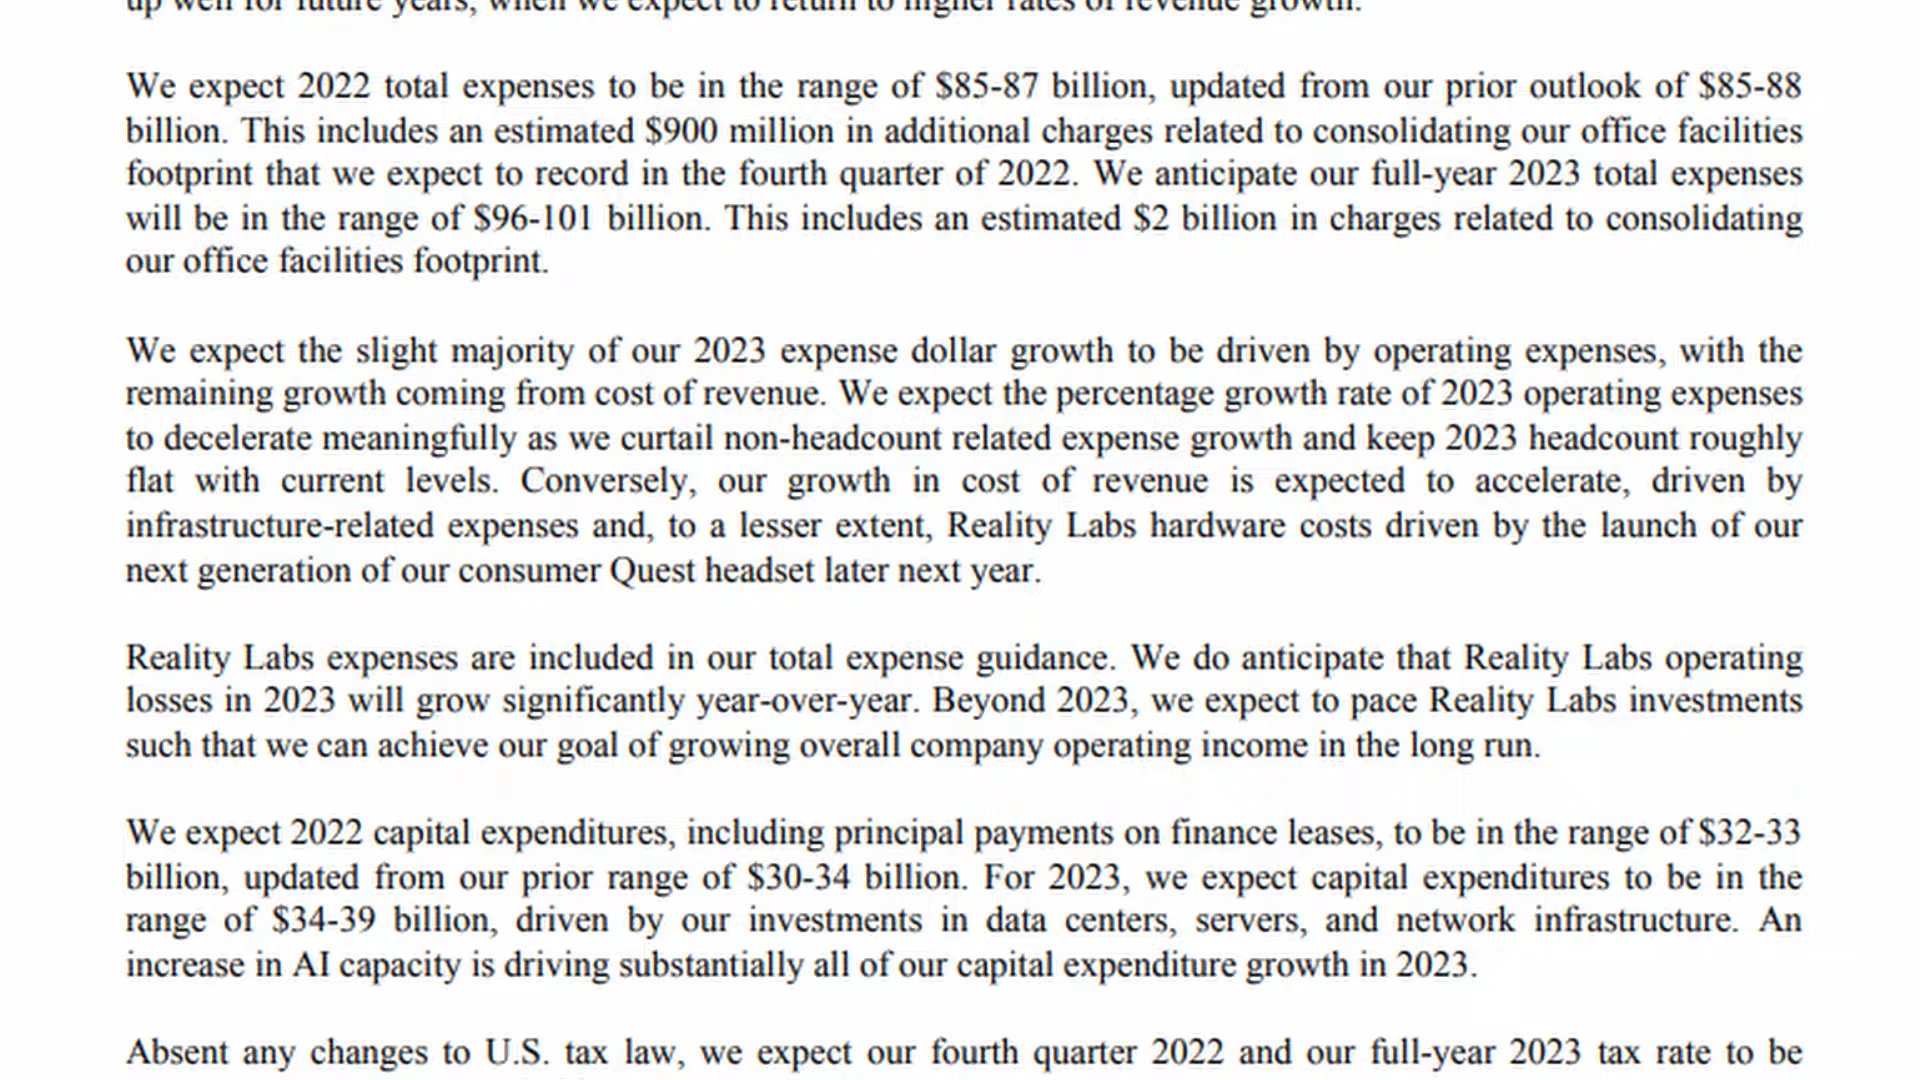 up well for future years, when we expect to return to higher rates of revenue growth.
We expect 2022 total expenses to be in the range of $85-87 billion, updated from our prior outlook of $85-88
billion. This includes an estimated $900 million in additional charges related to consolidating our office facilities
footprint that we expect to record in the fourth quarter of 2022. We anticipate our full-year 2023 total expenses
will be in the range of $96-101 billion. This includes an estimated $2 billion in charges related to consolidating
our office facilities footprint.
We expect the slight majority of our 2023 expense dollar growth to be driven by operating expenses, with the
remaining growth coming from cost of revenue. We expect the percentage growth rate of 2023 operating expenses
to decelerate meaningfully as we curtail non-headcount related expense growth and keep 2023 headcount roughly
flat with current levels. Conversely, our growth in cost of revenue is expected to accelerate, driven by
infrastructure-related expenses and, to a lesser extent, Reality Labs hardware costs driven by the launch of our
next generation of our consumer Quest headset later next year.
Reality Labs expenses are included in our total expense guidance. We do anticipate that Reality Labs operating
losses in 2023 will grow significantly year-over-year. Beyond 2023, we expect to pace Reality Labs investments
such that we can achieve our goal of growing overall company operating income in the long run.
We expect 2022 capital expenditures, including principal payments on finance leases, to be in the range of $32-33
billion, updated from our prior range of $30-34 billion. For 2023, we expect capital expenditures to be in the
range of $34-39 billion, driven by our investments in data centers, servers, and network infrastructure. An
increase in AI capacity is driving substantially all of our capital expenditure growth in 2023.
Absent any changes to U.S. tax law, we expect our fourth quarter 2022 and our full-year 2023 tax rate to be